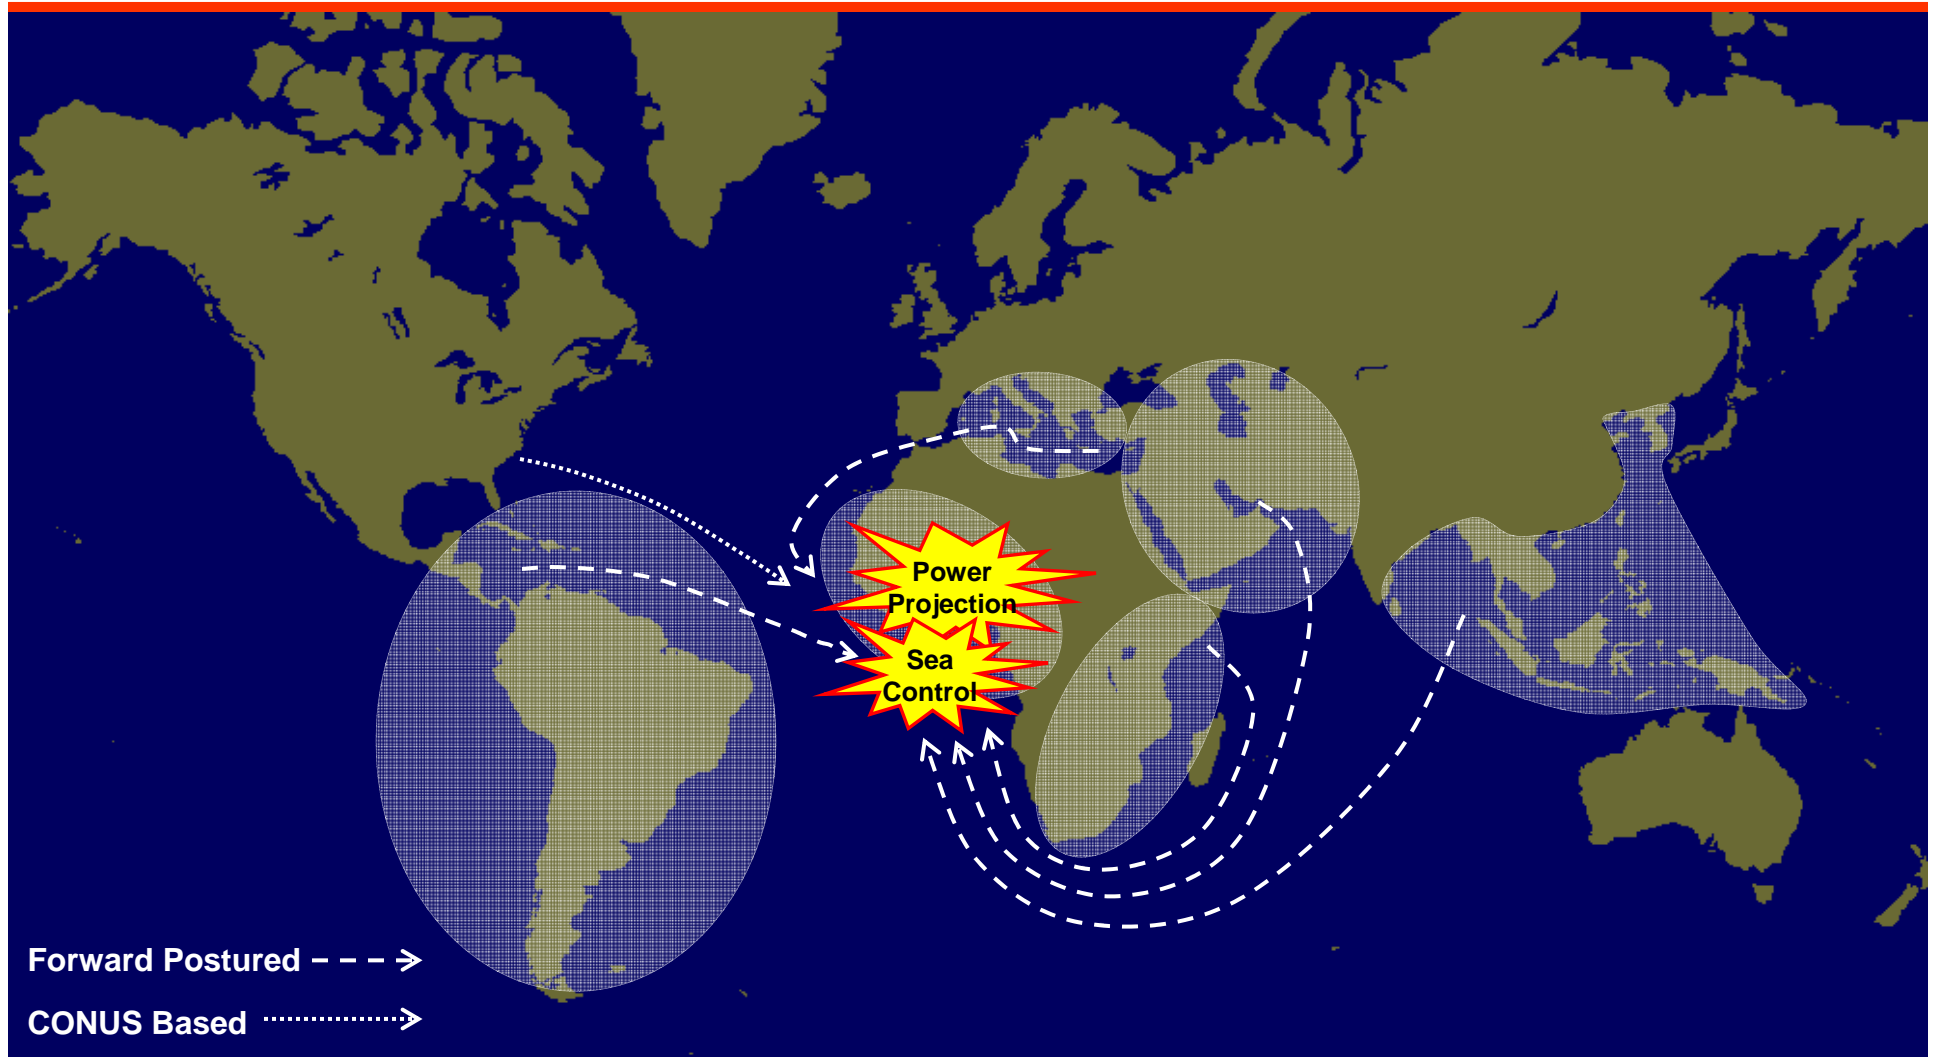 Power
Projection
Sea
Control
Forward Postured
CONUS Based